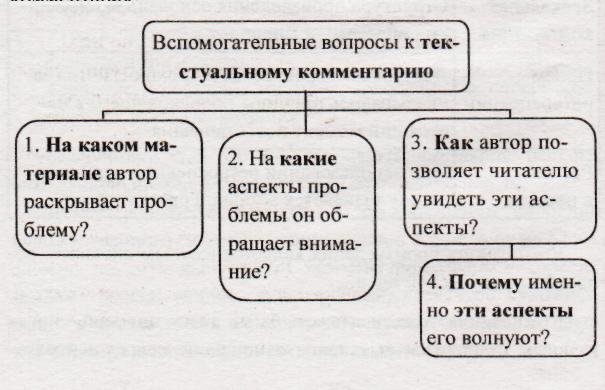 Вспомогательные вопросы к тек-
стуальному комментарию
1. На каком ма-
териале автор
раскрывает про-
блему?
2. На какие
аспекты про-
блемы он об-
ращает внима-
ние?
3. Как автор по-
зволяет читателю
увидеть эти ас-
пекты?
4. Почему имен-
но эти аспекты
его волнуют?